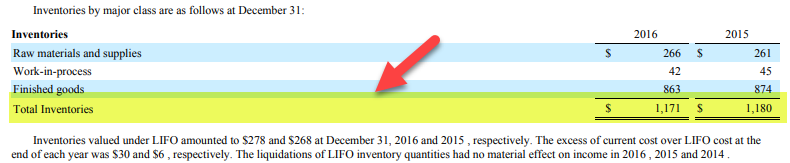 Inventories by major class are as follows at December 31:
Inventories 2016 2015
Raw materials and supplies $ 266 $ 261
Work-in-process 42 45
Finished goods 863 874
Total Inventories $ 1,171 $ 1,180
Inventories valued under LIFO amounted to $278 and $268 at December 31, 2016 and 2015 , respectively. The excess of current cost over LIFO cost at the
end of each year was $30 and $6 , respectively. The liquidations of LIFO inventory quantities had no material effect on income in 2016 , 2015 and 2014 .